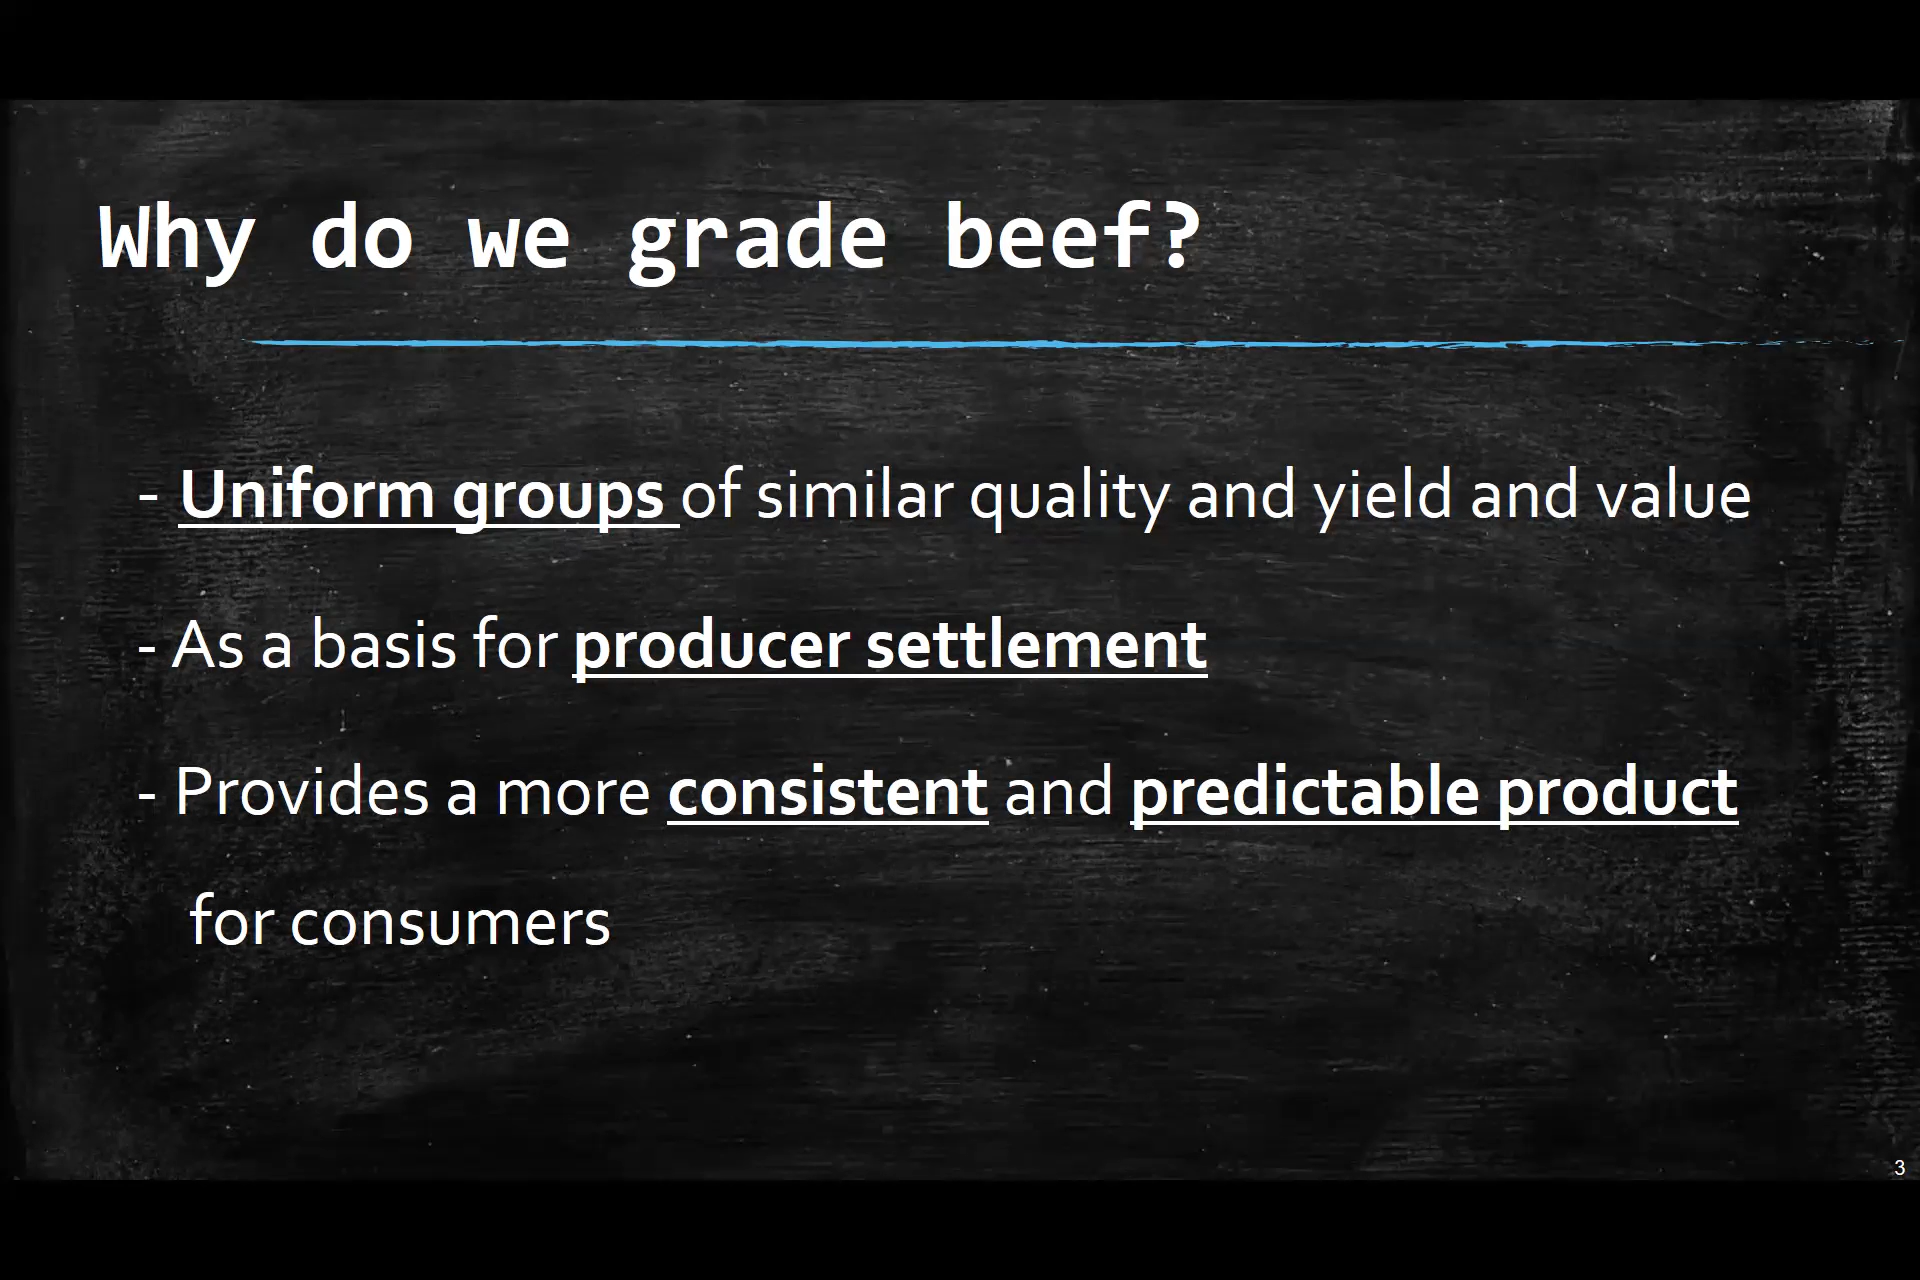 Why do we grade beef?
- Uniform groups of similar quality and yield and value
- As a basis for producer settlement
- Provides a more consistent and predictable product
for consumers
3